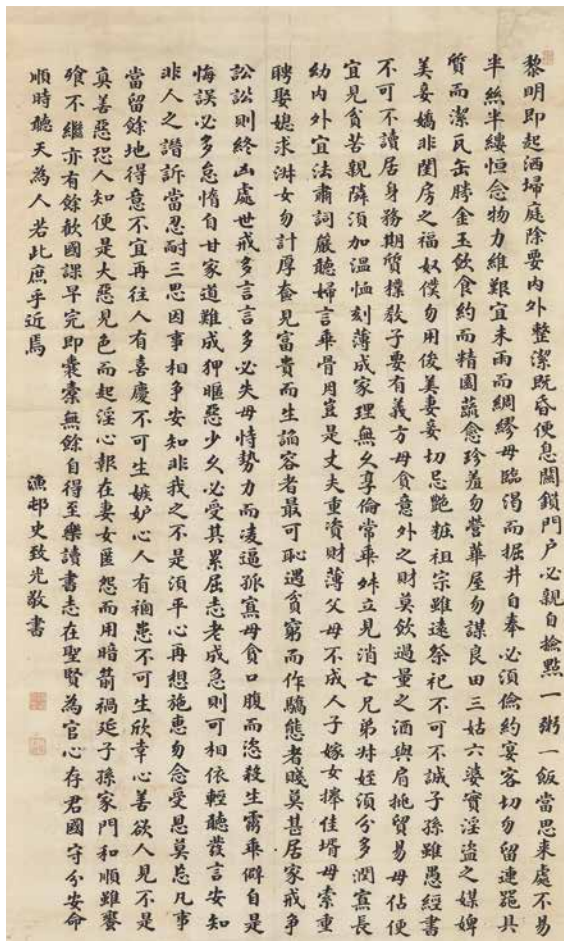 黎明即起洒埽庭除要内外整潔既昏便息關鎖門户必親自撿點一粥一飯當思来處不易
半絲半縷恒念物力維艱宜未雨而綢繆毋臨渴而掘井自奉必須儉約宴客切勿留連器具
質而潔瓦缶勝金玉飲食約而精園蔬愈珍羞勿營華屋勿謀良田三姑六婆實淫盗之媒婢
美妾嬌非閨房之福奴僕勿用俊美妻妾切忌艷粧祖宗雖遠祭祀不可不誠子孫雖愚經書
不可不讀居身務期質樸教子要有義方毋貪意外之財莫飲過量之酒與肩挑貿易毋佔便
宜見貧苦親隣須加温恤刻薄成家理無久享倫常乖舛立見消亡兄弟叔姪須分多潤寡長
幼内外宜法肅詞嚴聽婦言乖骨肉豈是丈夫重資財薄父母不成人子嫁女擇佳壻毋索重
聘娶媳求淑女勿計厚奩見富貴而生諂容者最可恥遇貧窮而作驕態者賤莫甚居家戒争
訟訟則終凶處世戒多言言多必失毋恃勢力而凌逼孤寡毋貪口腹而恣殺生禽乖僻自是
悔誤必多怠惰自甘家道難成狎暱惡少久必受其累屈志老成急則可相依輕聽發言安知
非人之譖訴當忍耐三思因事相争安知非我之不是須平心再想施惠勿念受恩莫忘凡事
當留餘地得意不宜再往人有喜慶不可生嫉妒心人有禍患不可生欣幸心善欲人見不是
真善惡恐人知便是大惡見色而起淫心報在妻女匿怨而用暗箭禍延子孫家門和順雖饔
飧不繼亦有餘歡國課早完即囊橐無餘自得至樂讀書志在聖賢為官心存君國守分安命
順時聽天為人若此庶乎近焉
漁邨史致光敬書